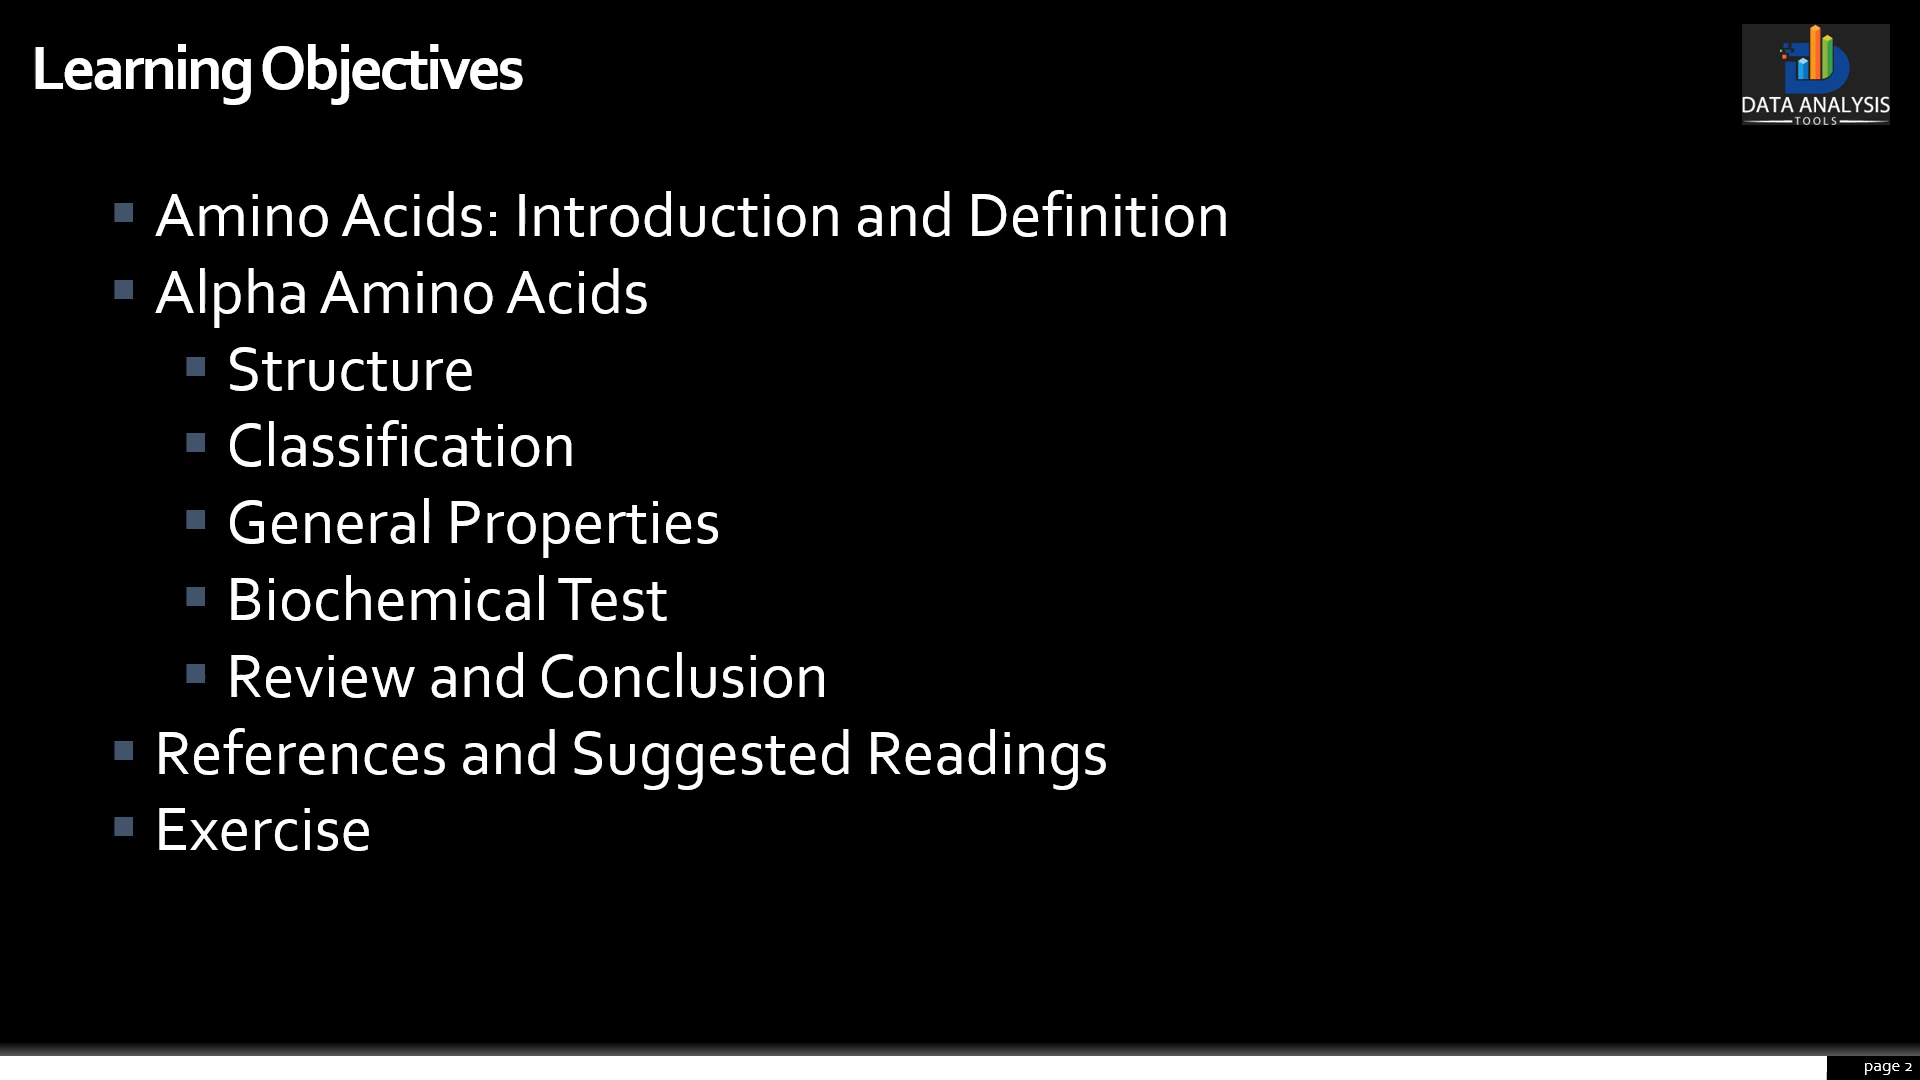 Learning Objectives
DATA ANALYSIS
TOOLS
Amino Acids: Introduction and Definition
Alpha Amino Acids
Structure
Classification
General Properties
Biochemical Test
Review and Conclusion
References and Suggested Readings
Exercise
page 2